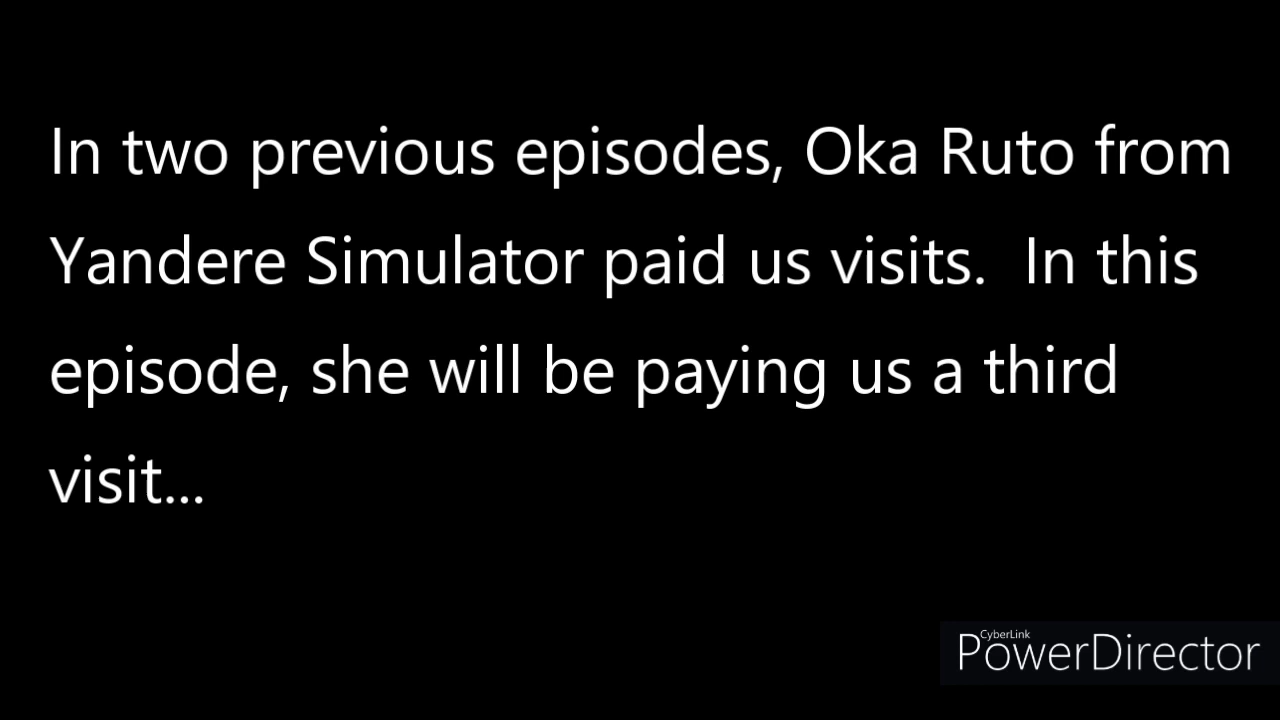 In two previous episodes, Oka Ruto from
Yandere Simulator paid us visits.  In this
episode, she will be paying us a third
visit...
CyberLink
PowerDirector